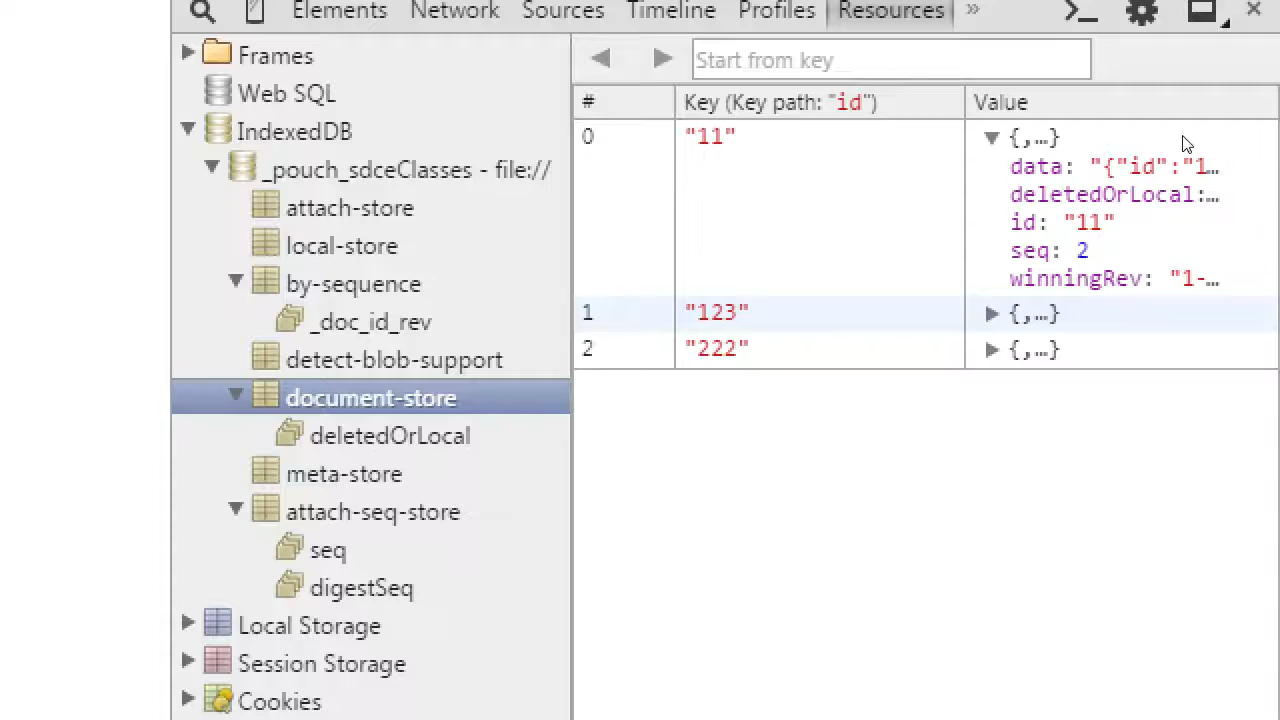 Elements Network Sources Timeline Profiles Resources »
Frames
Web SQL
IndexedDB
_pouch_sdceClasses - file://
attach-store
local-store
by-sequence
_doc_id_rev
detect-blob-support
document-store
deletedOrLocal
meta-store
attach-seq-store
seq
digestSeq
Local Storage
Session Storage
Cookies
Start from key
# Key (Key path: "id") Value
0 "11" {,…}
data: "{"id":"1…
deletedOrLocal:…
id: "11"
seq: 2
winningRev: "1-…
1 "123" {,…}
2 "222" {,…}